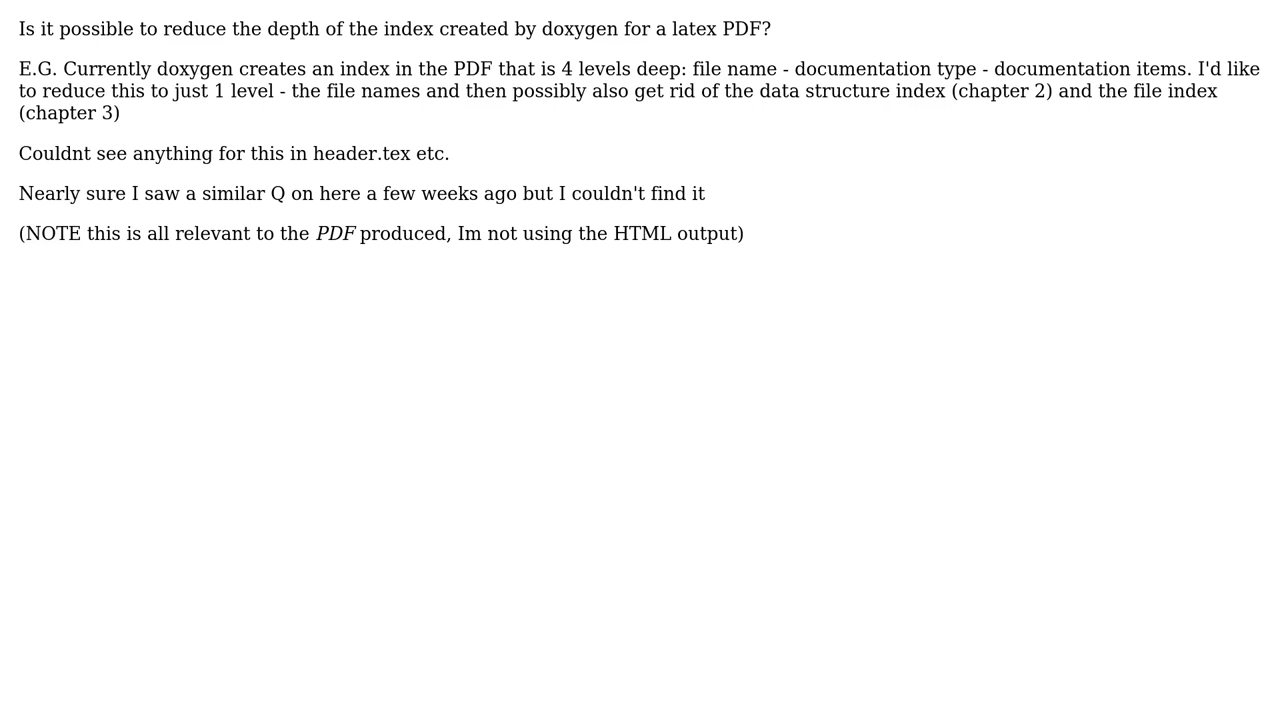 Is it possible to reduce the depth of the index created by doxygen for a latex PDF?
E.G. Currently doxygen creates an index in the PDF that is 4 levels deep: file name - documentation type - documentation items. I'd like
to reduce this to just 1 level - the file names and then possibly also get rid of the data structure index (chapter 2) and the file index
(chapter 3)
Couldnt see anything for this in header.tex etc.
Nearly sure I saw a similar Q on here a few weeks ago but I couldn't find it
(NOTE this is all relevant to the PDF produced, Im not using the HTML output)